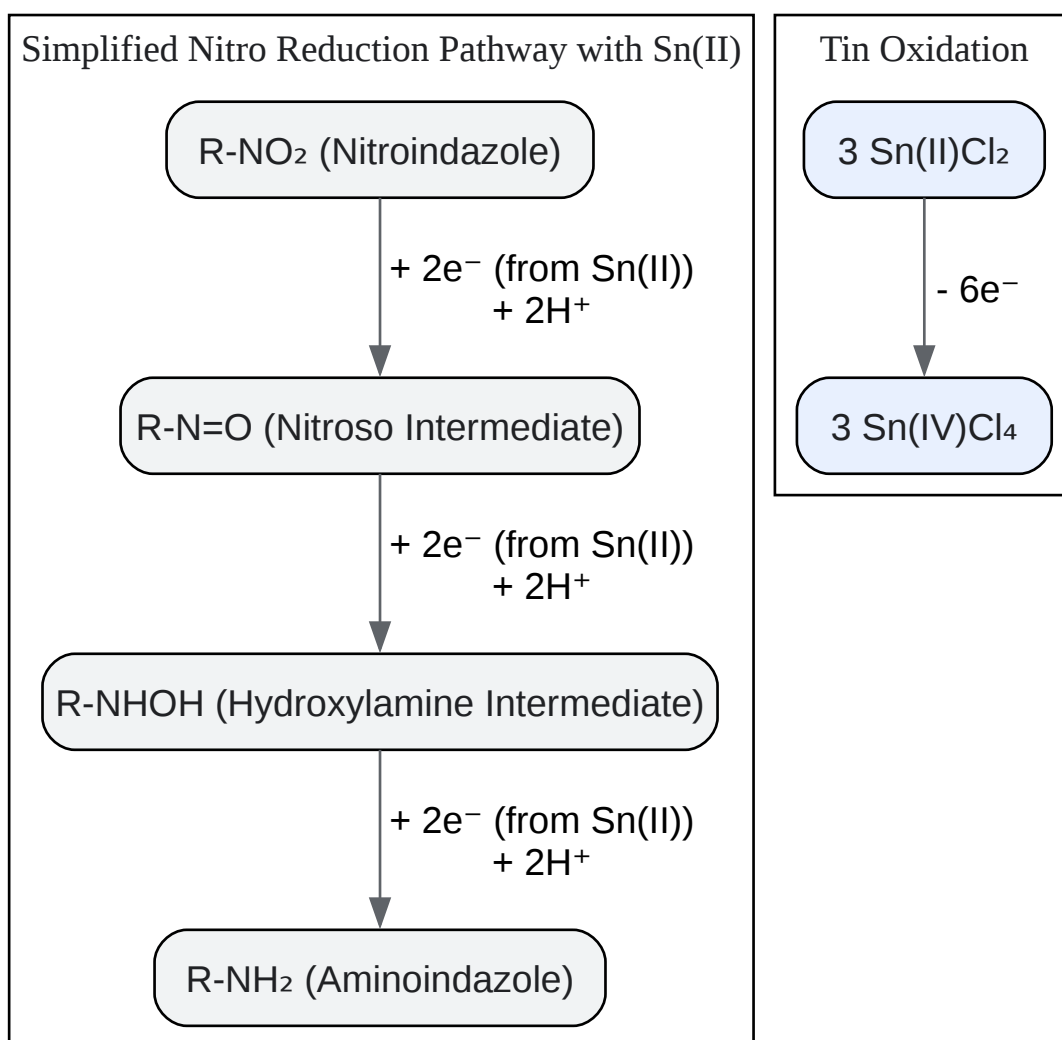 Simplified Nitro Reduction Pathway with Sn(II)
R-NO₂ (Nitroindazole)
+ 2e⁻ (from Sn(II))
+ 2H⁺
R-N=O (Nitroso Intermediate)
+ 2e⁻ (from Sn(II))
+ 2H⁺
R-NHOH (Hydroxylamine Intermediate)
+ 2e⁻ (from Sn(II))
+ 2H⁺
R-NH₂ (Aminoindazole)
Tin Oxidation
3 Sn(II)Cl₂
- 6e⁻
3 Sn(IV)Cl₄